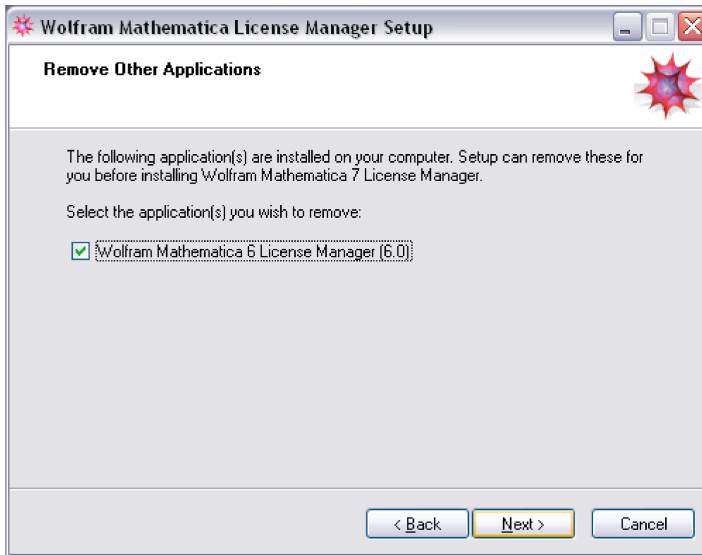 Wolfram Mathematica License Manager Setup
Remove Other Applications
The following application(s) are installed on your computer. Setup can remove these for
you before installing Wolfram Mathematica 7 License Manager.
Select the application(s) you wish to remove:
Wolfram Mathematica 6 License Manager (6.0)
< Back Next > Cancel